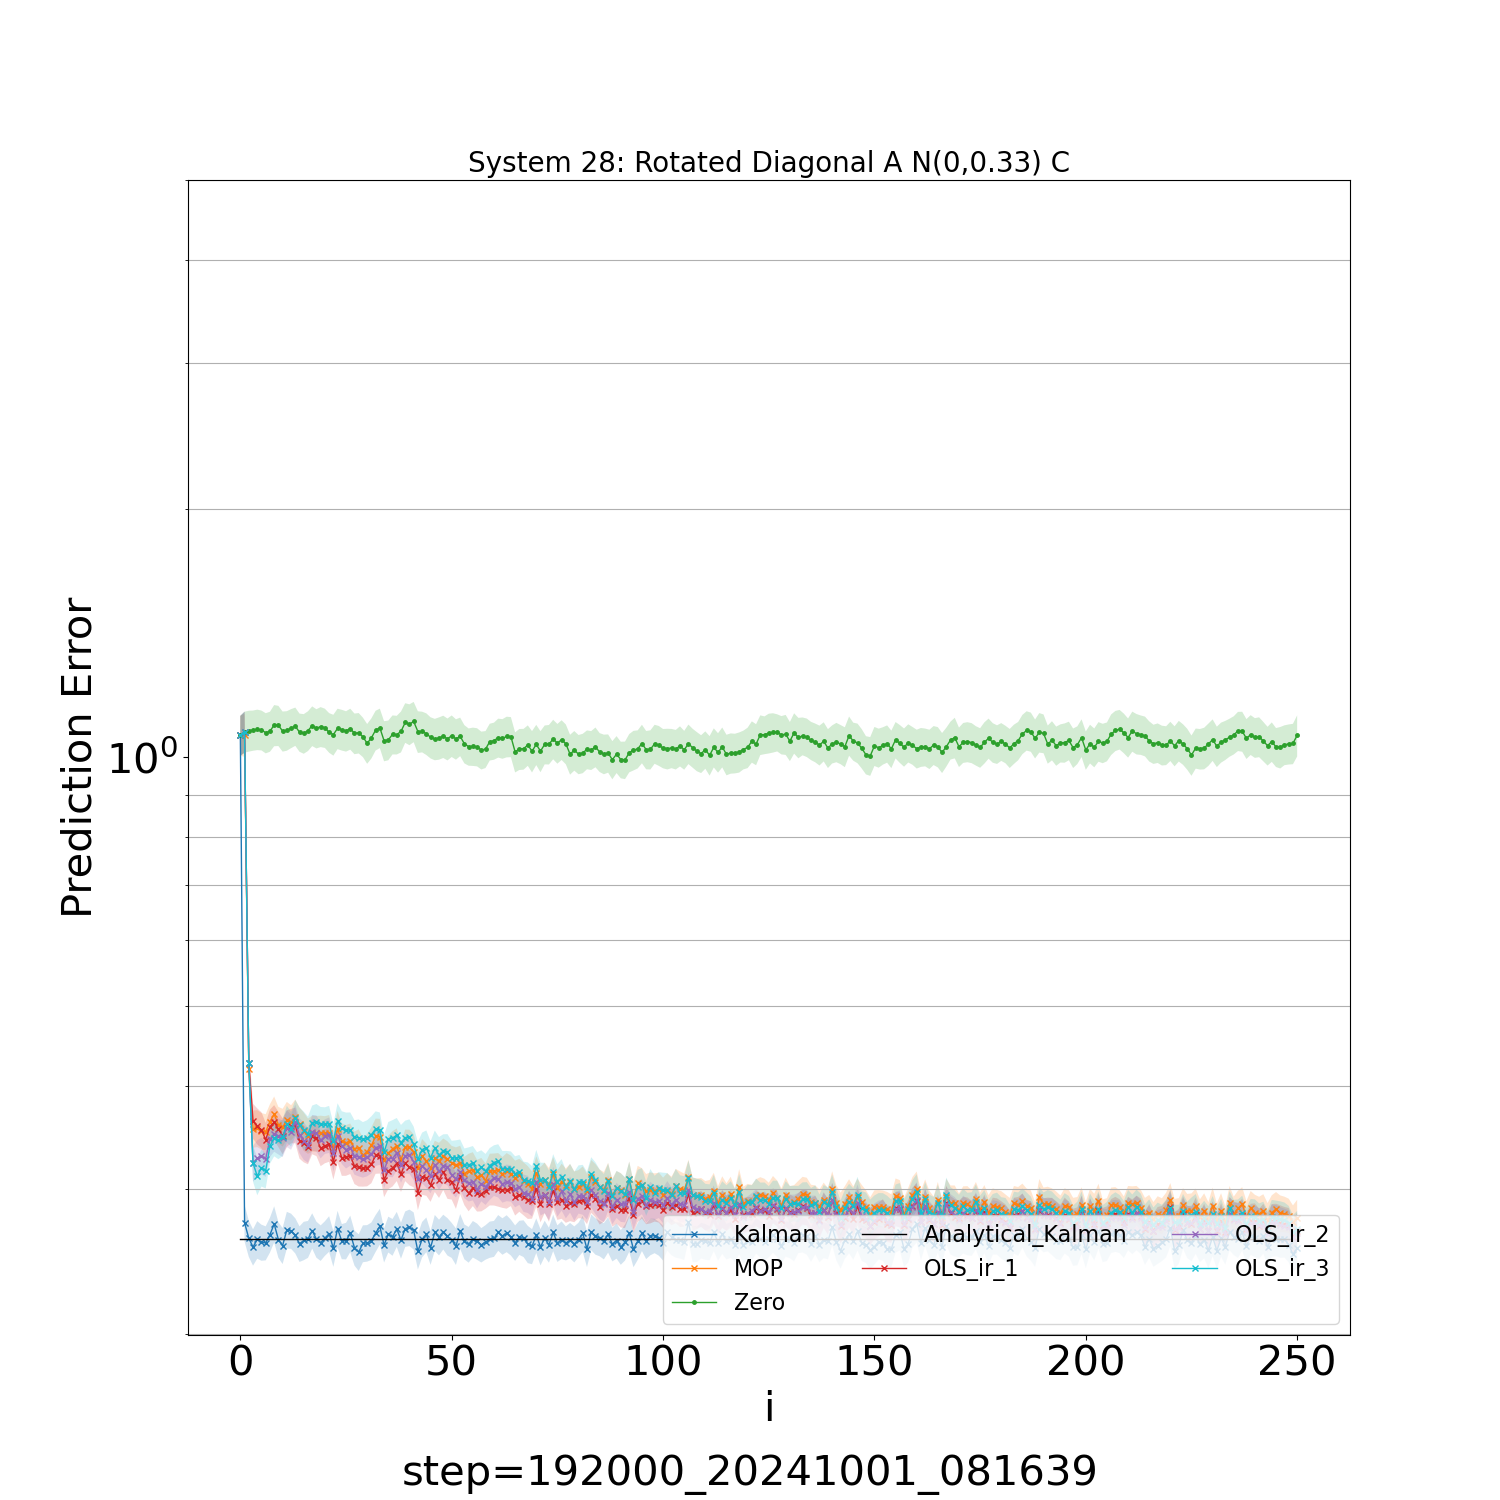 System 28: Rotated Diagonal A N(0,0.33) C
Prediction Error
10⁰
0 50 100 150 200 250
i
Kalman
MOP
Zero
Analytical_Kalman
OLS_ir_1
OLS_ir_2
OLS_ir_3
step=192000_20241001_081639